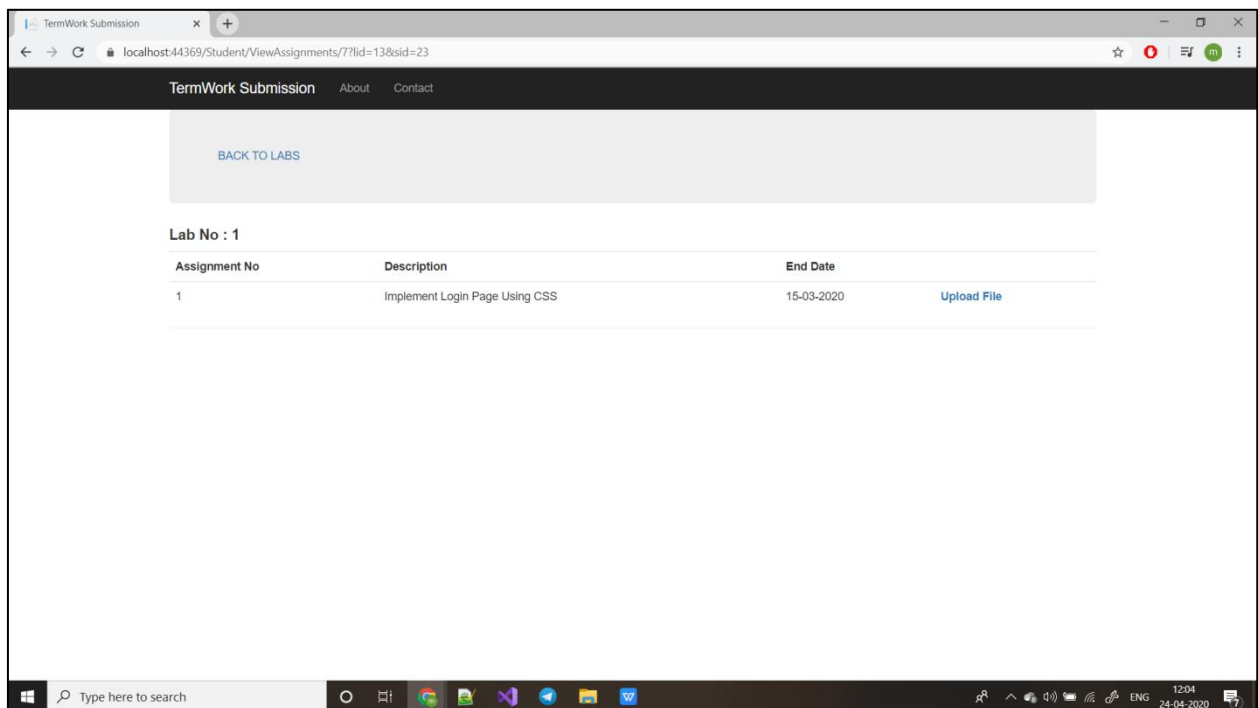 TermWork Submission
localhost:44369/Student/ViewAssignments/7?lid=13&sid=23
m
TermWork Submission About Contact
BACK TO LABS
Lab No : 1
Assignment No Description End Date
1 Implement Login Page Using CSS 15-03-2020 Upload File
Type here to search
ENG
12:04
24-04-2020
7